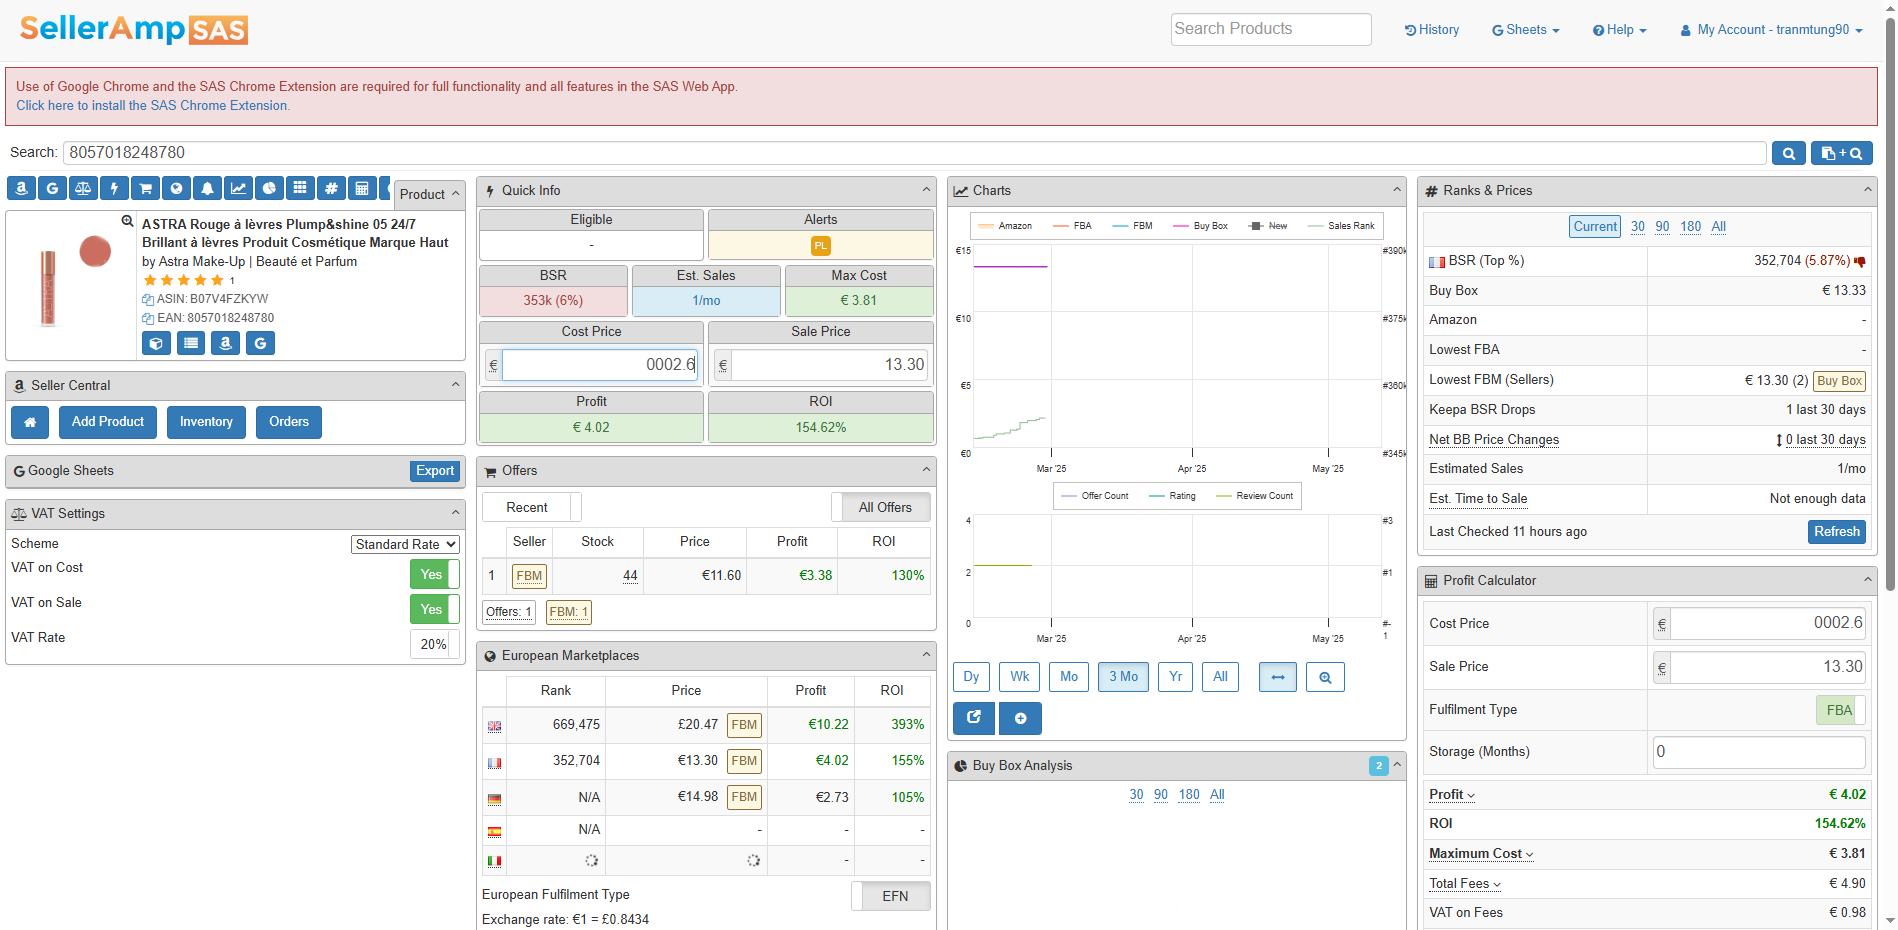 SellerAmp SAS
Search Products
History
Sheets
Help
My Account - tranmtung90
Use of Google Chrome and the SAS Chrome Extension are required for full functionality and all features in the SAS Web App.
Click here to install the SAS Chrome Extension.
Search: 8057018248780
Product
ASTRA Rouge à lèvres Plump&shine 05 24/7
Brillant à lèvres Produit Cosmétique Marque Haut
by Astra Make-Up | Beauté et Parfum
1
ASIN: B07V4FZKYW
EAN: 8057018248780
Seller Central
Add Product Inventory Orders
Google Sheets Export
VAT Settings
Scheme Standard Rate
VAT on Cost Yes
VAT on Sale Yes
VAT Rate 20%
Quick Info
Eligible Alerts
- PL
BSR Est. Sales Max Cost
353k (6%) 1/mo € 3.81
Cost Price Sale Price
€ 0002.6 € 13.30
Profit ROI
€ 4.02 154.62%
Offers
Recent All Offers
Seller Stock Price Profit ROI
1 FBM 44 €11.60 €3.38 130%
Offers: 1 FBM: 1
European Marketplaces
Rank Price Profit ROI
669,475 £20.47 FBM €10.22 393%
352,704 €13.30 FBM €4.02 155%
N/A €14.98 FBM €2.73 105%
N/A - - -
- -
European Fulfilment Type EFN
Exchange rate: €1 = £0.8434
Charts
Amazon FBA FBM Buy Box New Sales Rank
€15 #390k
€10 #375k
€5 #360k
€0 #345k
Mar '25 Apr '25 May '25
Offer Count Rating Review Count
4 #3
2 #1
0 #-1
Mar '25 Apr '25 May '25
Dy Wk Mo 3 Mo Yr All
Buy Box Analysis 2
30 90 180 All
Ranks & Prices
Current 30 90 180 All
BSR (Top %) 352,704 (5.87%)
Buy Box € 13.33
Amazon -
Lowest FBA -
Lowest FBM (Sellers) € 13.30 (2) Buy Box
Keepa BSR Drops 1 last 30 days
Net BB Price Changes 0 last 30 days
Estimated Sales 1/mo
Est. Time to Sale Not enough data
Last Checked 11 hours ago Refresh
Profit Calculator
Cost Price € 0002.6
Sale Price € 13.30
Fulfilment Type FBA
Storage (Months) 0
Profit € 4.02
ROI 154.62%
Maximum Cost € 3.81
Total Fees € 4.90
VAT on Fees € 0.98